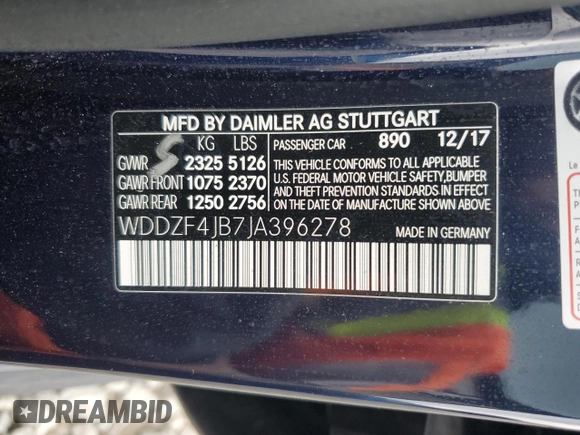 MFD BY DAIMLER AG STUTTGART
KG LBS PASSENGER CAR 890 12/17
GVWR 2325 5126
GAWR FRONT 1075 2370
GAWR REAR 1250 2756
THIS VEHICLE CONFORMS TO ALL APPLICABLE
U.S. FEDERAL MOTOR VEHICLE SAFETY,BUMPER
AND THEFT PREVENTION STANDARDS IN EFFECT
ON THE DATE OF MANUFACTURE SHOWN ABOVE.
WDDZF4JB7JA396278 MADE IN GERMANY
DREAMBID